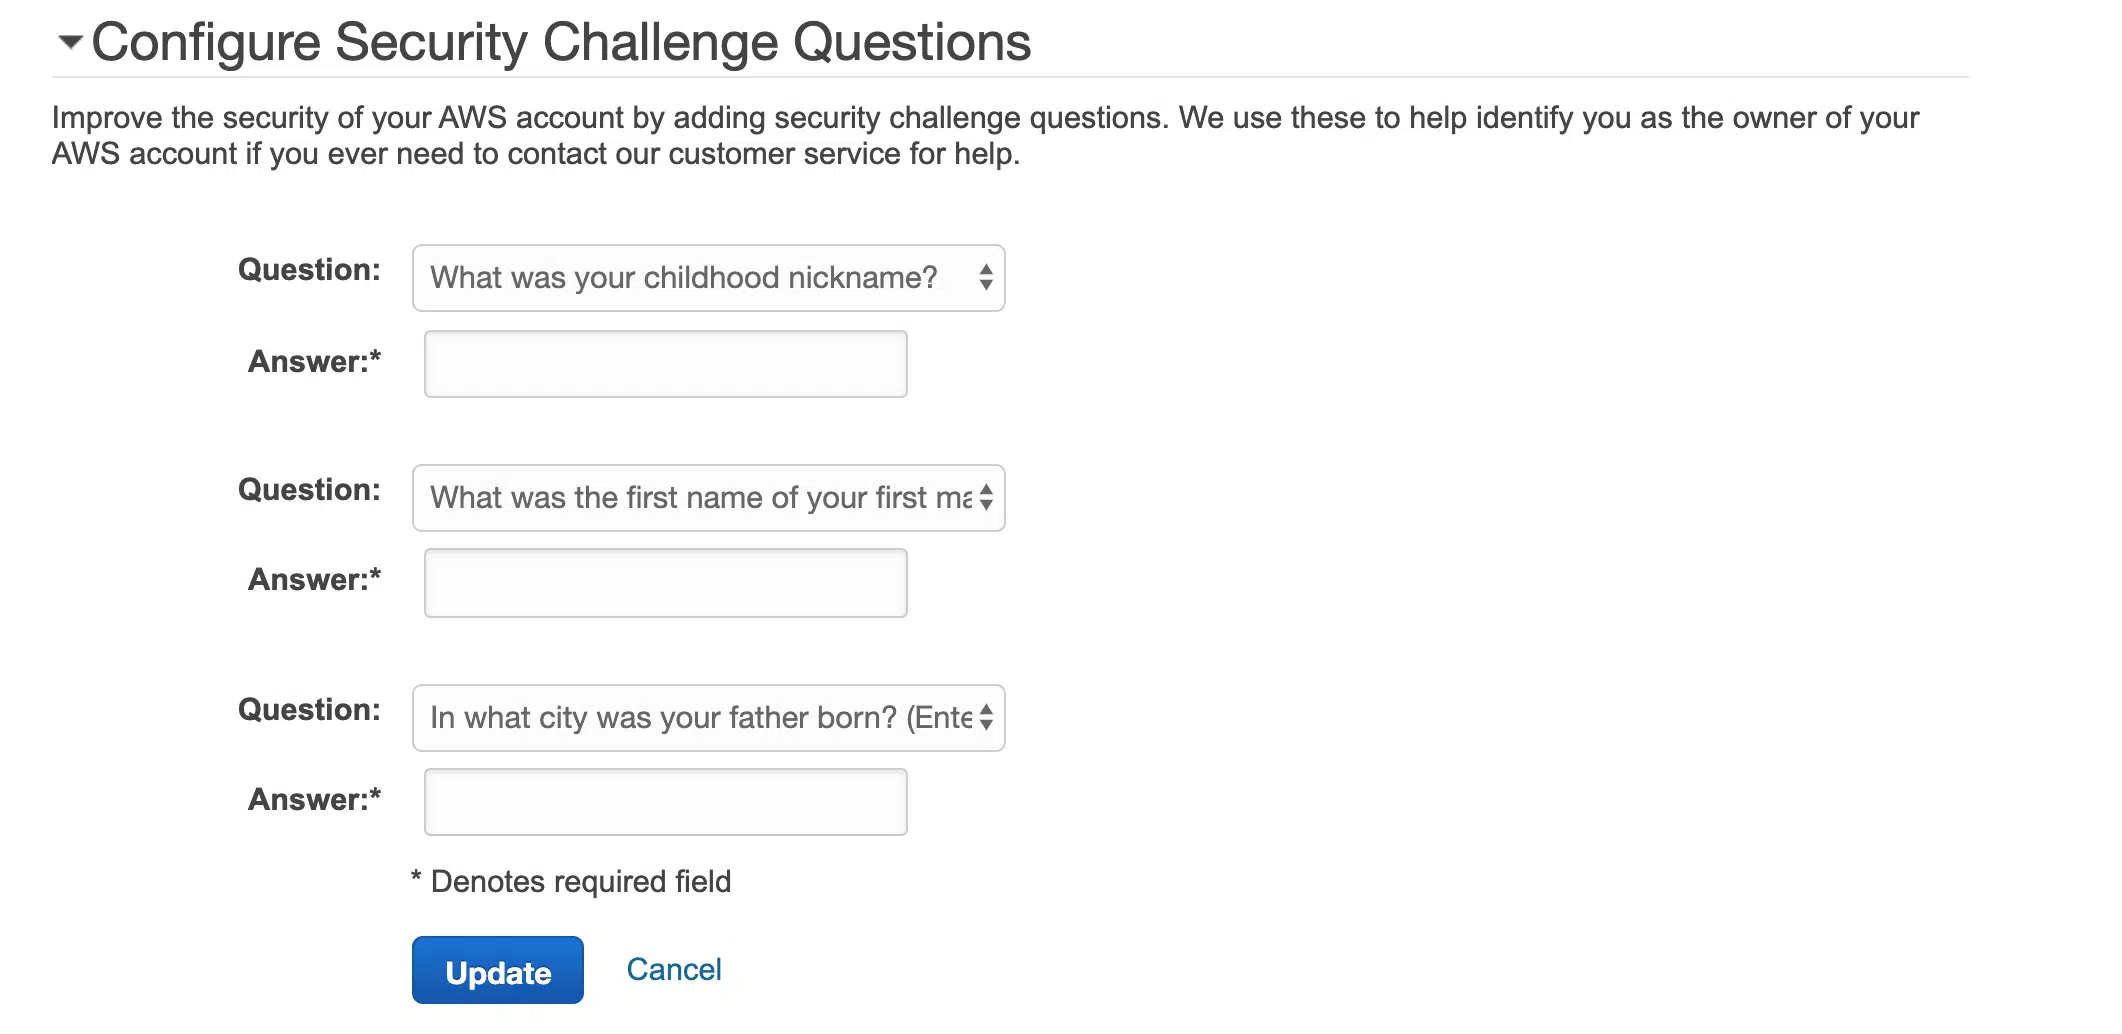 Configure Security Challenge Questions
Improve the security of your AWS account by adding security challenge questions. We use these to help identify you as the owner of your
AWS account if you ever need to contact our customer service for help.
Question: What was your childhood nickname?
Answer:*
Question: What was the first name of your first
Answer:*
Question: In what city was your father born?
Answer:*
* Denotes required field
Update Cancel